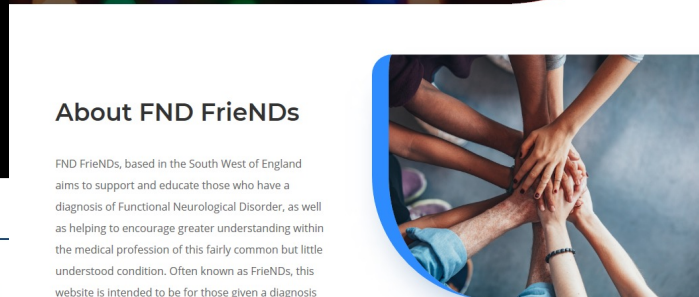 About FND FrieNDs
FND FrieNDs, based in the South West of England
aims to support and educate those who have a
diagnosis of Functional Neurological Disorder, as well
as helping to encourage greater understanding within
the medical profession of this fairly common but little
understood condition. Often known as FrieNDs, this
website is intended to be for those given a diagnosis